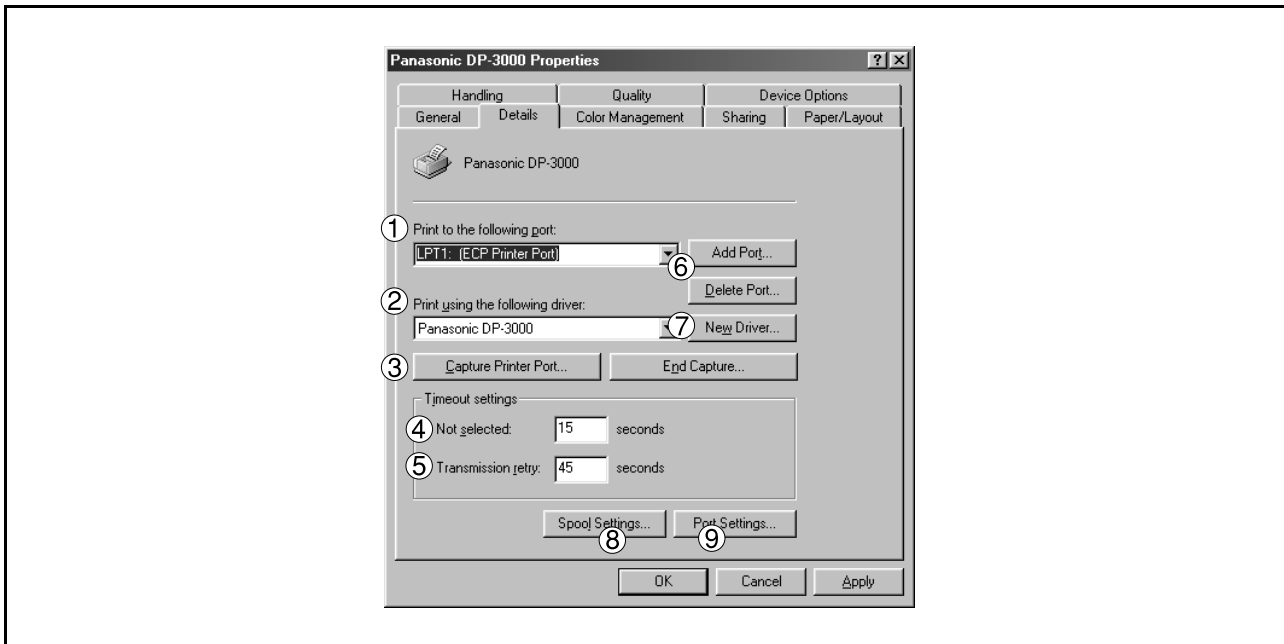 Panasonic DP-3000 Properties
Handling Quality Device Options
General Details Color Management Sharing Paper/Layout
Panasonic DP-3000
① Print to the following port:
LPT1: (ECP Printer Port)
⑥ Add Port...
Delete Port...
② Print using the following driver:
Panasonic DP-3000
⑦ New Driver...
③ Capture Printer Port... End Capture...
Timeout settings
④ Not selected: 15 seconds
⑤ Transmission retry: 45 seconds
Spool Settings... Port Settings...
⑧ ⑨
OK Cancel Apply